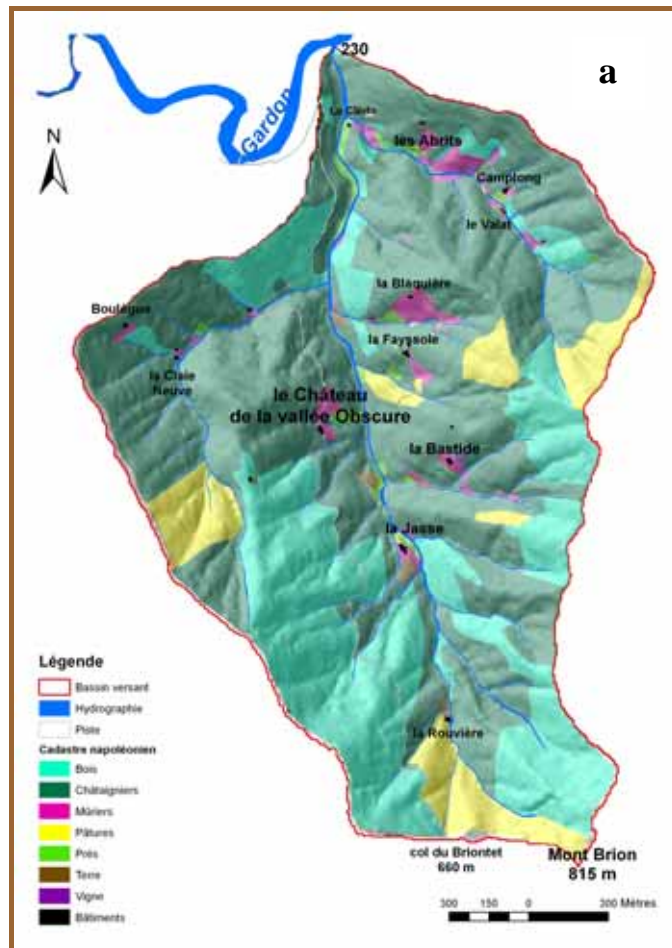 a
230
Gardon
N
le Clède
les Abrits
Camplong
le Valat
la Blaquière
Boulègue
la Fayssole
la Claie
Neuve
le Château
de la vallée Obscure
la Bastide
la Jasse
la Rouvière
col du Briontet
660 m
Mont Brion
815 m
Légende
Bassin versant
Hydrographie
Piste
Cadastre napoléonien
Bois
Châtaigniers
Mûriers
Pâtures
Prés
Terre
Vigne
Bâtiments
300 150 0 300 Mètres